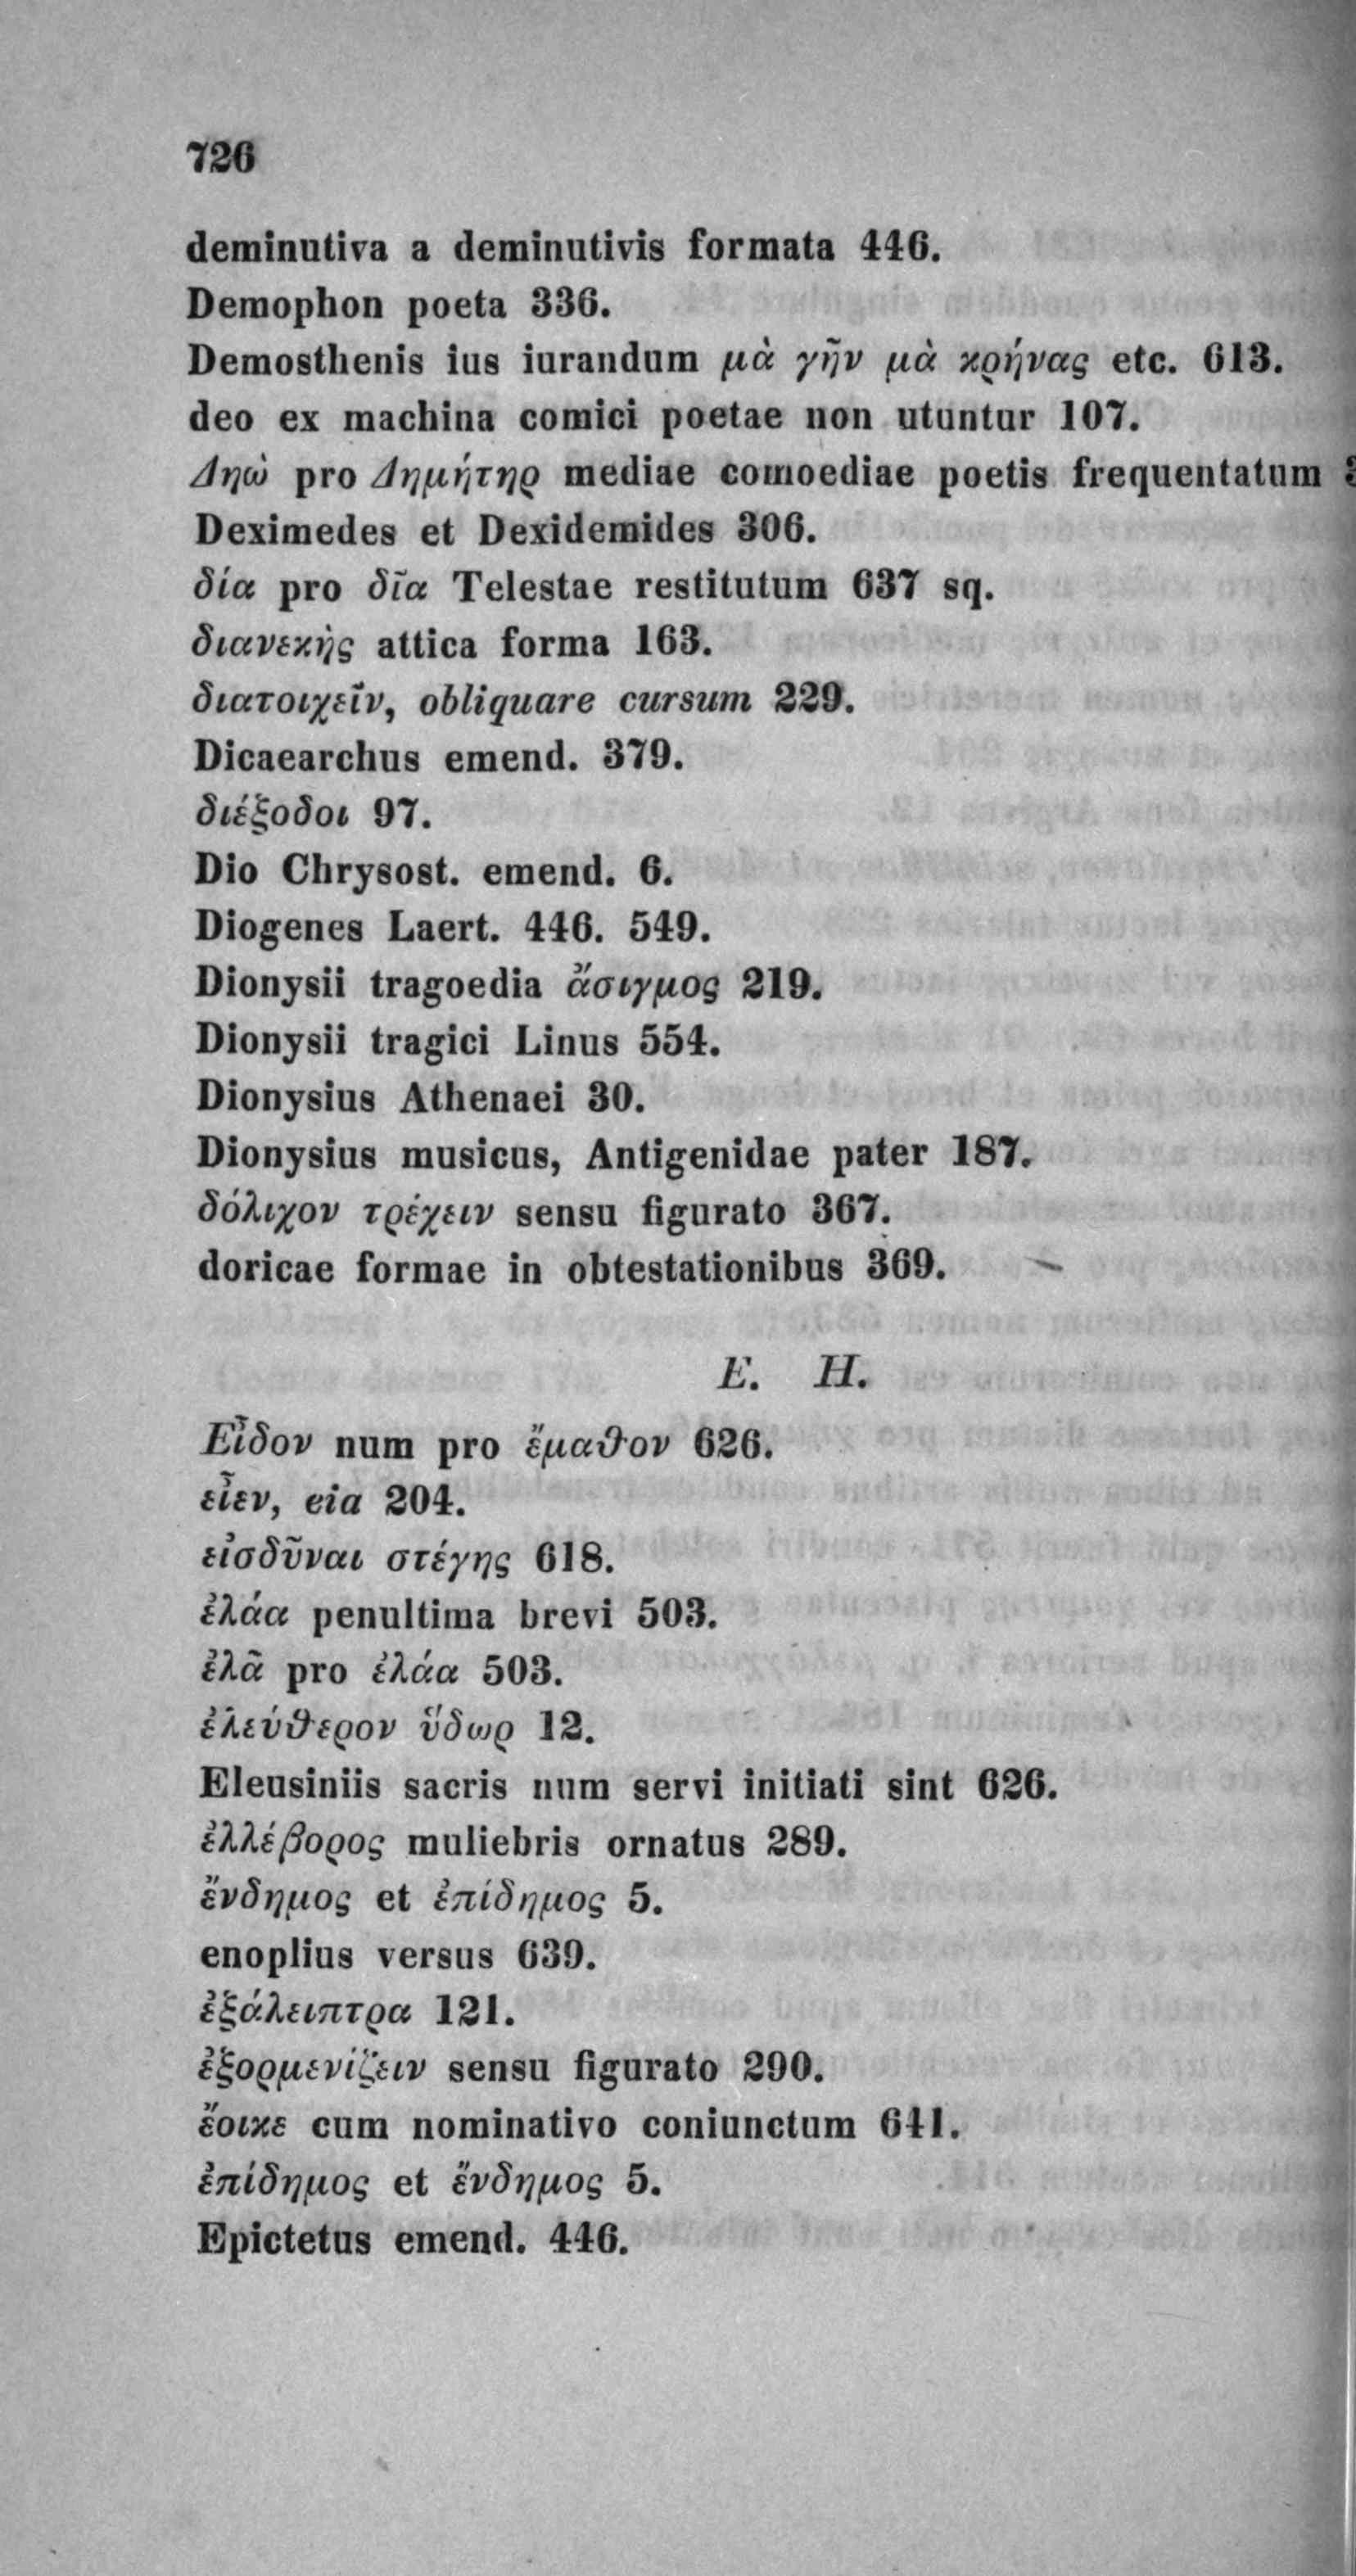 726
deminutiva a deminutivis formata 446.
Demophon poeta 336.
Demosthenis ius iurandum μὰ γῆν μὰ κρήνας etc. 613.
deo ex machina comici poetae non utuntur 107.
Δηὼ pro Δημήτηρ mediae comoediae poetis frequentatum
Deximedes et Dexidemides 306.
δία pro δῖα Telestae restitutum 637 sq.
διανεκὴς attica forma 163.
διατοιχεῖν, obliquare cursum 229.
Dicaearchus emend. 379.
διέξοδοι 97.
Dio Chrysost. emend. 6.
Diogenes Laert. 446. 549.
Dionysii tragoedia ἄσιγμος 219.
Dionysii tragici Linus 554.
Dionysius Athenaei 30.
Dionysius musicus, Antigenidae pater 187.
δόλιχον τρέχειν sensu figurato 367.
doricae formae in obtestationibus 369.
E. H.
Εἶδον num pro ἔμαθον 626.
εἶεν, eia 204.
εἰσδῦναι στέγης 618.
ἐλάα penultima brevi 503.
ἐλᾶ pro ἐλάα 503.
ἐλεύθερον ὕδωρ 12.
Eleusiniis sacris num servi initiati sint 626.
ἐλλέβορος muliebris ornatus 289.
ἔνδημος et ἐπίδημος 5.
enoplius versus 639.
ἐξάλειπτρα 121.
ἐξορμενίζειν sensu figurato 290.
ἔοικε cum nominativo coniunctum 641.
ἐπίδημος et ἔνδημος 5.
Epictetus emend. 446.